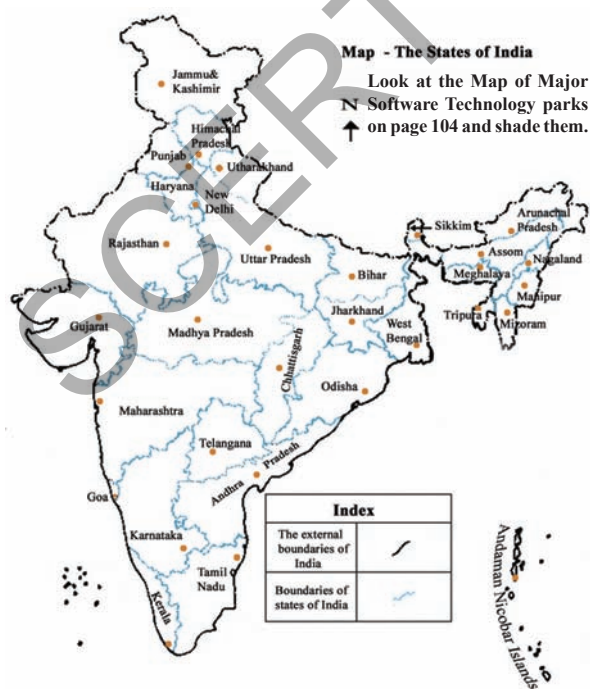 Map - The States of India
Look at the Map of Major
N Software Technology parks
on page 104 and shade them.
SCERT
Jammu&
Kashimir
Himachal
Pradesh
Punjab
Utharakhand
Haryana
New
Delhi
Rajasthan
Uttar Pradesh
Sikkim
Arunachal
Pradesh
Assom
Nagaland
Meghalaya
Manipur
Bihar
Tripura
Mizoram
Jharkhand
West
Bengal
Gujarat
Madhya Pradesh
Chhattisgarh
Odisha
Maharashtra
Telangana
Andhra Pradesh
Goa
Karnataka
Tamil
Nadu
Kerala
Index
The external
boundaries of
India
Boundaries of
states of India
Andaman Nicobar Islands